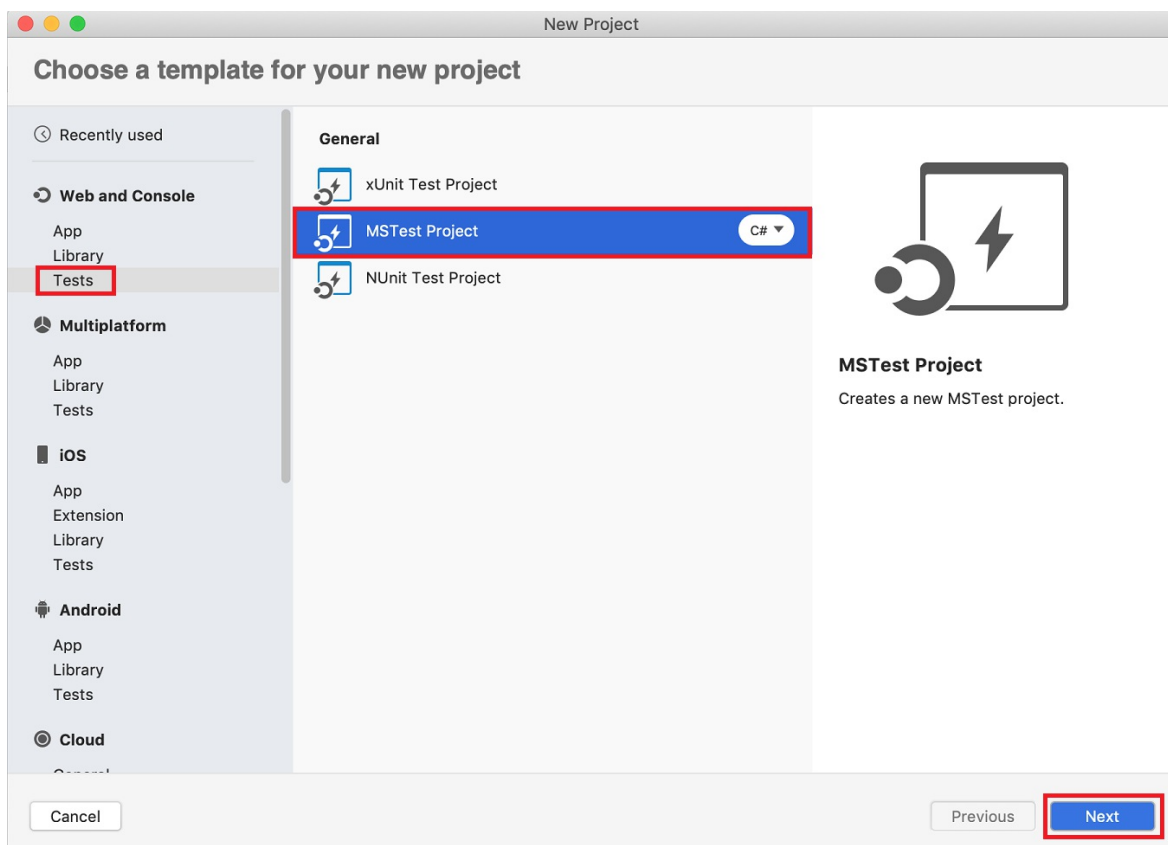 New Project
Choose a template for your new project
Recently used
Web and Console
App
Library
Tests
Multiplatform
App
Library
Tests
iOS
App
Extension
Library
Tests
Android
App
Library
Tests
Cloud
General
General
xUnit Test Project
MSTest Project
C#
NUnit Test Project
MSTest Project
Creates a new MSTest project.
Cancel
Previous
Next